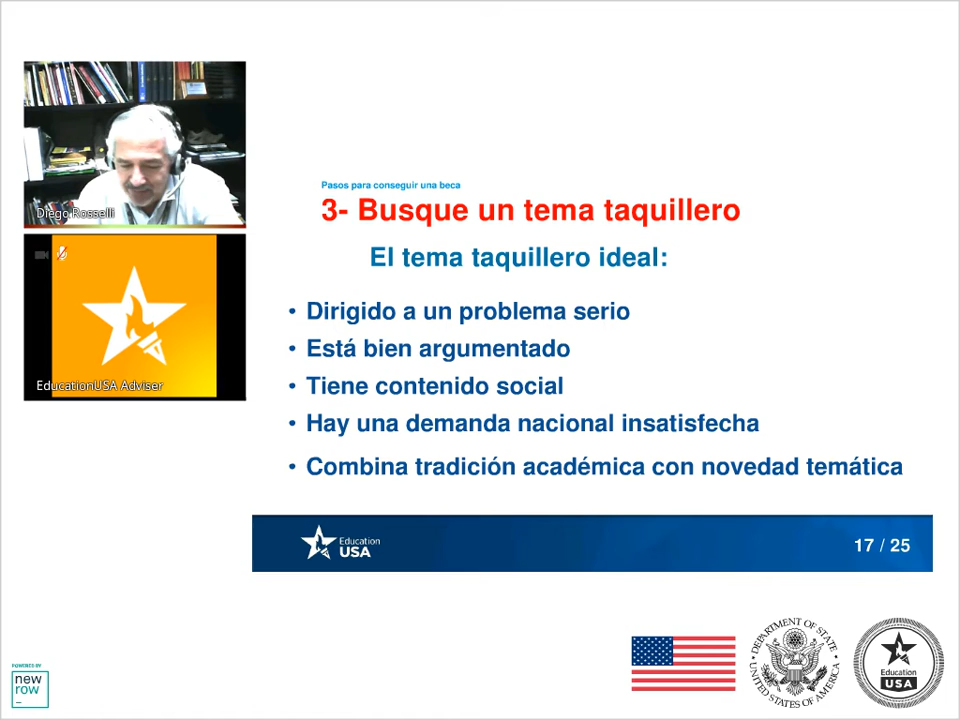 Diego Rosselli
EducationUSA Adviser
Pasos para conseguir una beca
3- Busque un tema taquillero
El tema taquillero ideal:
• Dirigido a un problema serio
• Está bien argumentado
• Tiene contenido social
• Hay una demanda nacional insatisfecha
• Combina tradición académica con novedad temática
Education
USA
17 / 25
POWERED BY
new
row
DEPARTMENT OF STATE
UNITED STATES OF AMERICA
Education
USA